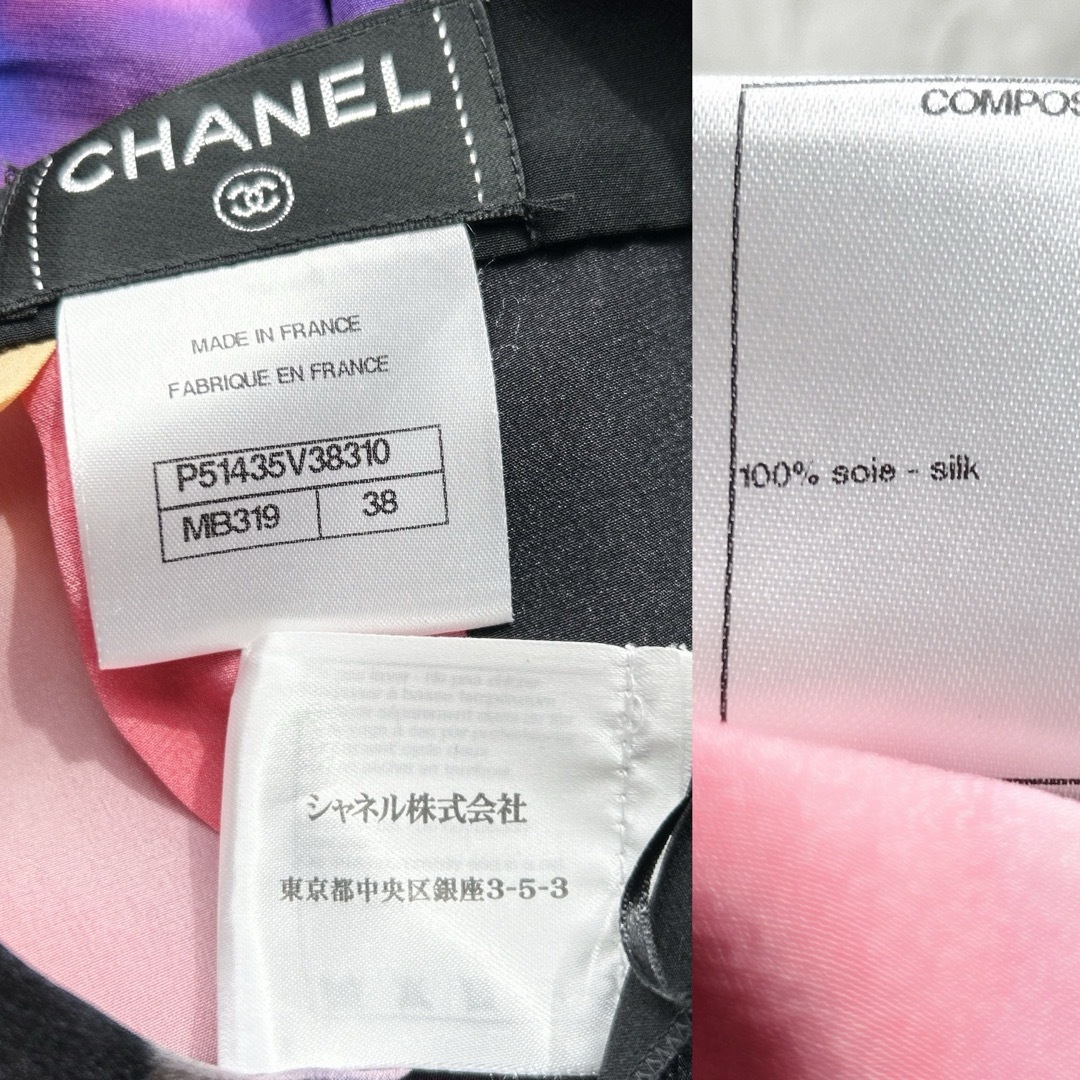 CHANEL
MADE IN FRANCE
FABRIQUE EN FRANCE
P51435V38310
MB319 38
シャネル株式会社
東京都中央区銀座3-5-3
COMPOS
100% soie - silk